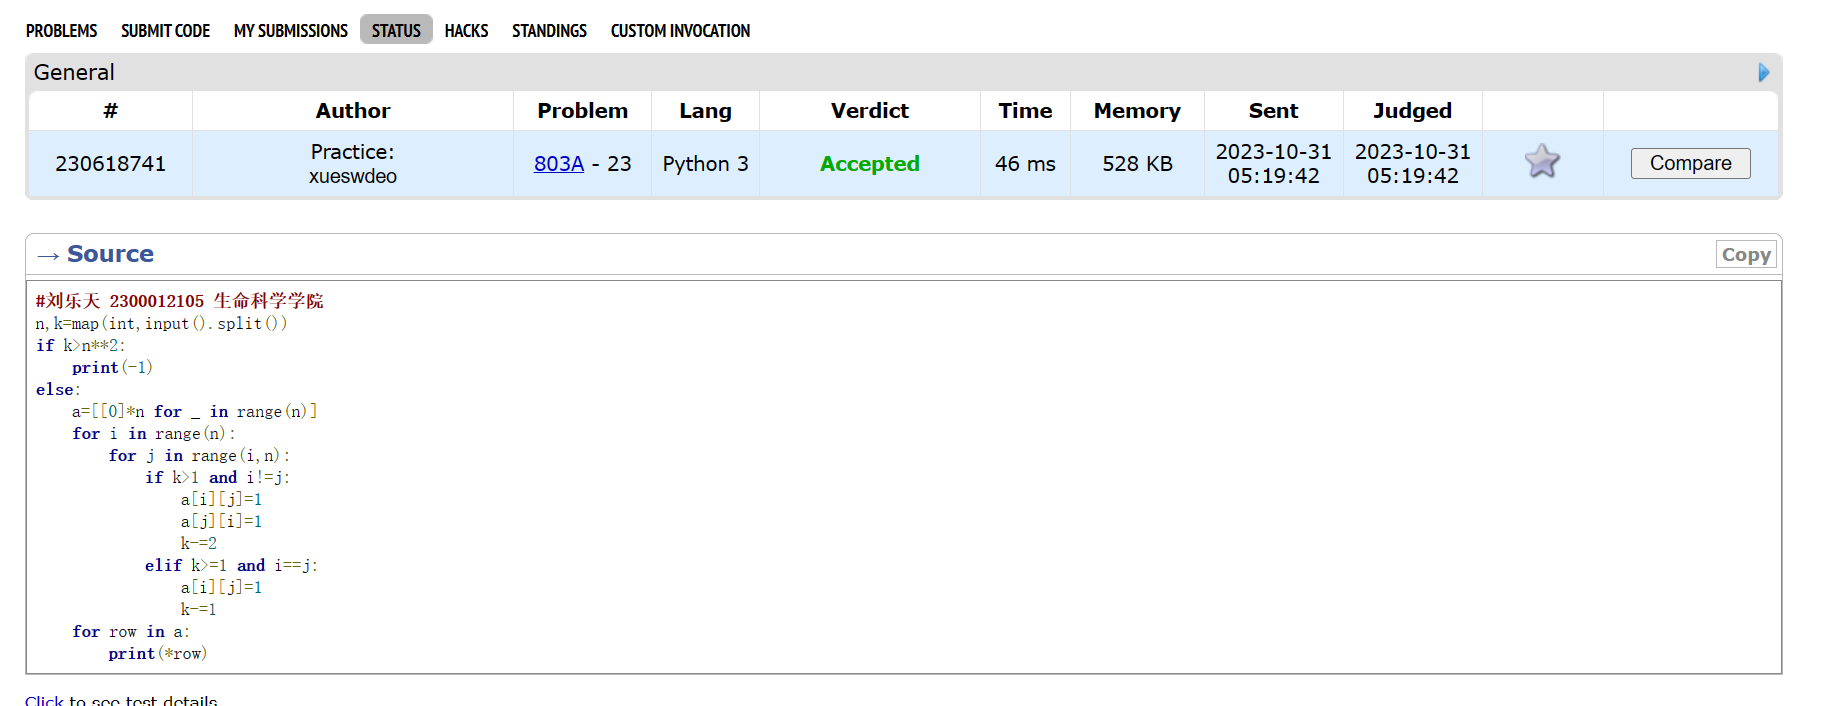 PROBLEMS SUBMIT CODE MY SUBMISSIONS STATUS HACKS STANDINGS CUSTOM INVOCATION
General
# Author Problem Lang Verdict Time Memory Sent Judged
230618741 Practice: xueswdeo 803A - 23 Python 3 Accepted 46 ms 528 KB 2023-10-31 05:19:42 2023-10-31 05:19:42 Compare
→ Source Copy
#刘乐天 2300012105 生命科学学院
n,k=map(int,input().split())
if k>n**2:
    print(-1)
else:
    a=[[0]*n for _ in range(n)]
    for i in range(n):
        for j in range(i,n):
            if k>1 and i!=j:
                a[i][j]=1
                a[j][i]=1
                k-=2
            elif k>=1 and i==j:
                a[i][j]=1
                k-=1
    for row in a:
        print(*row)
Click to see test details